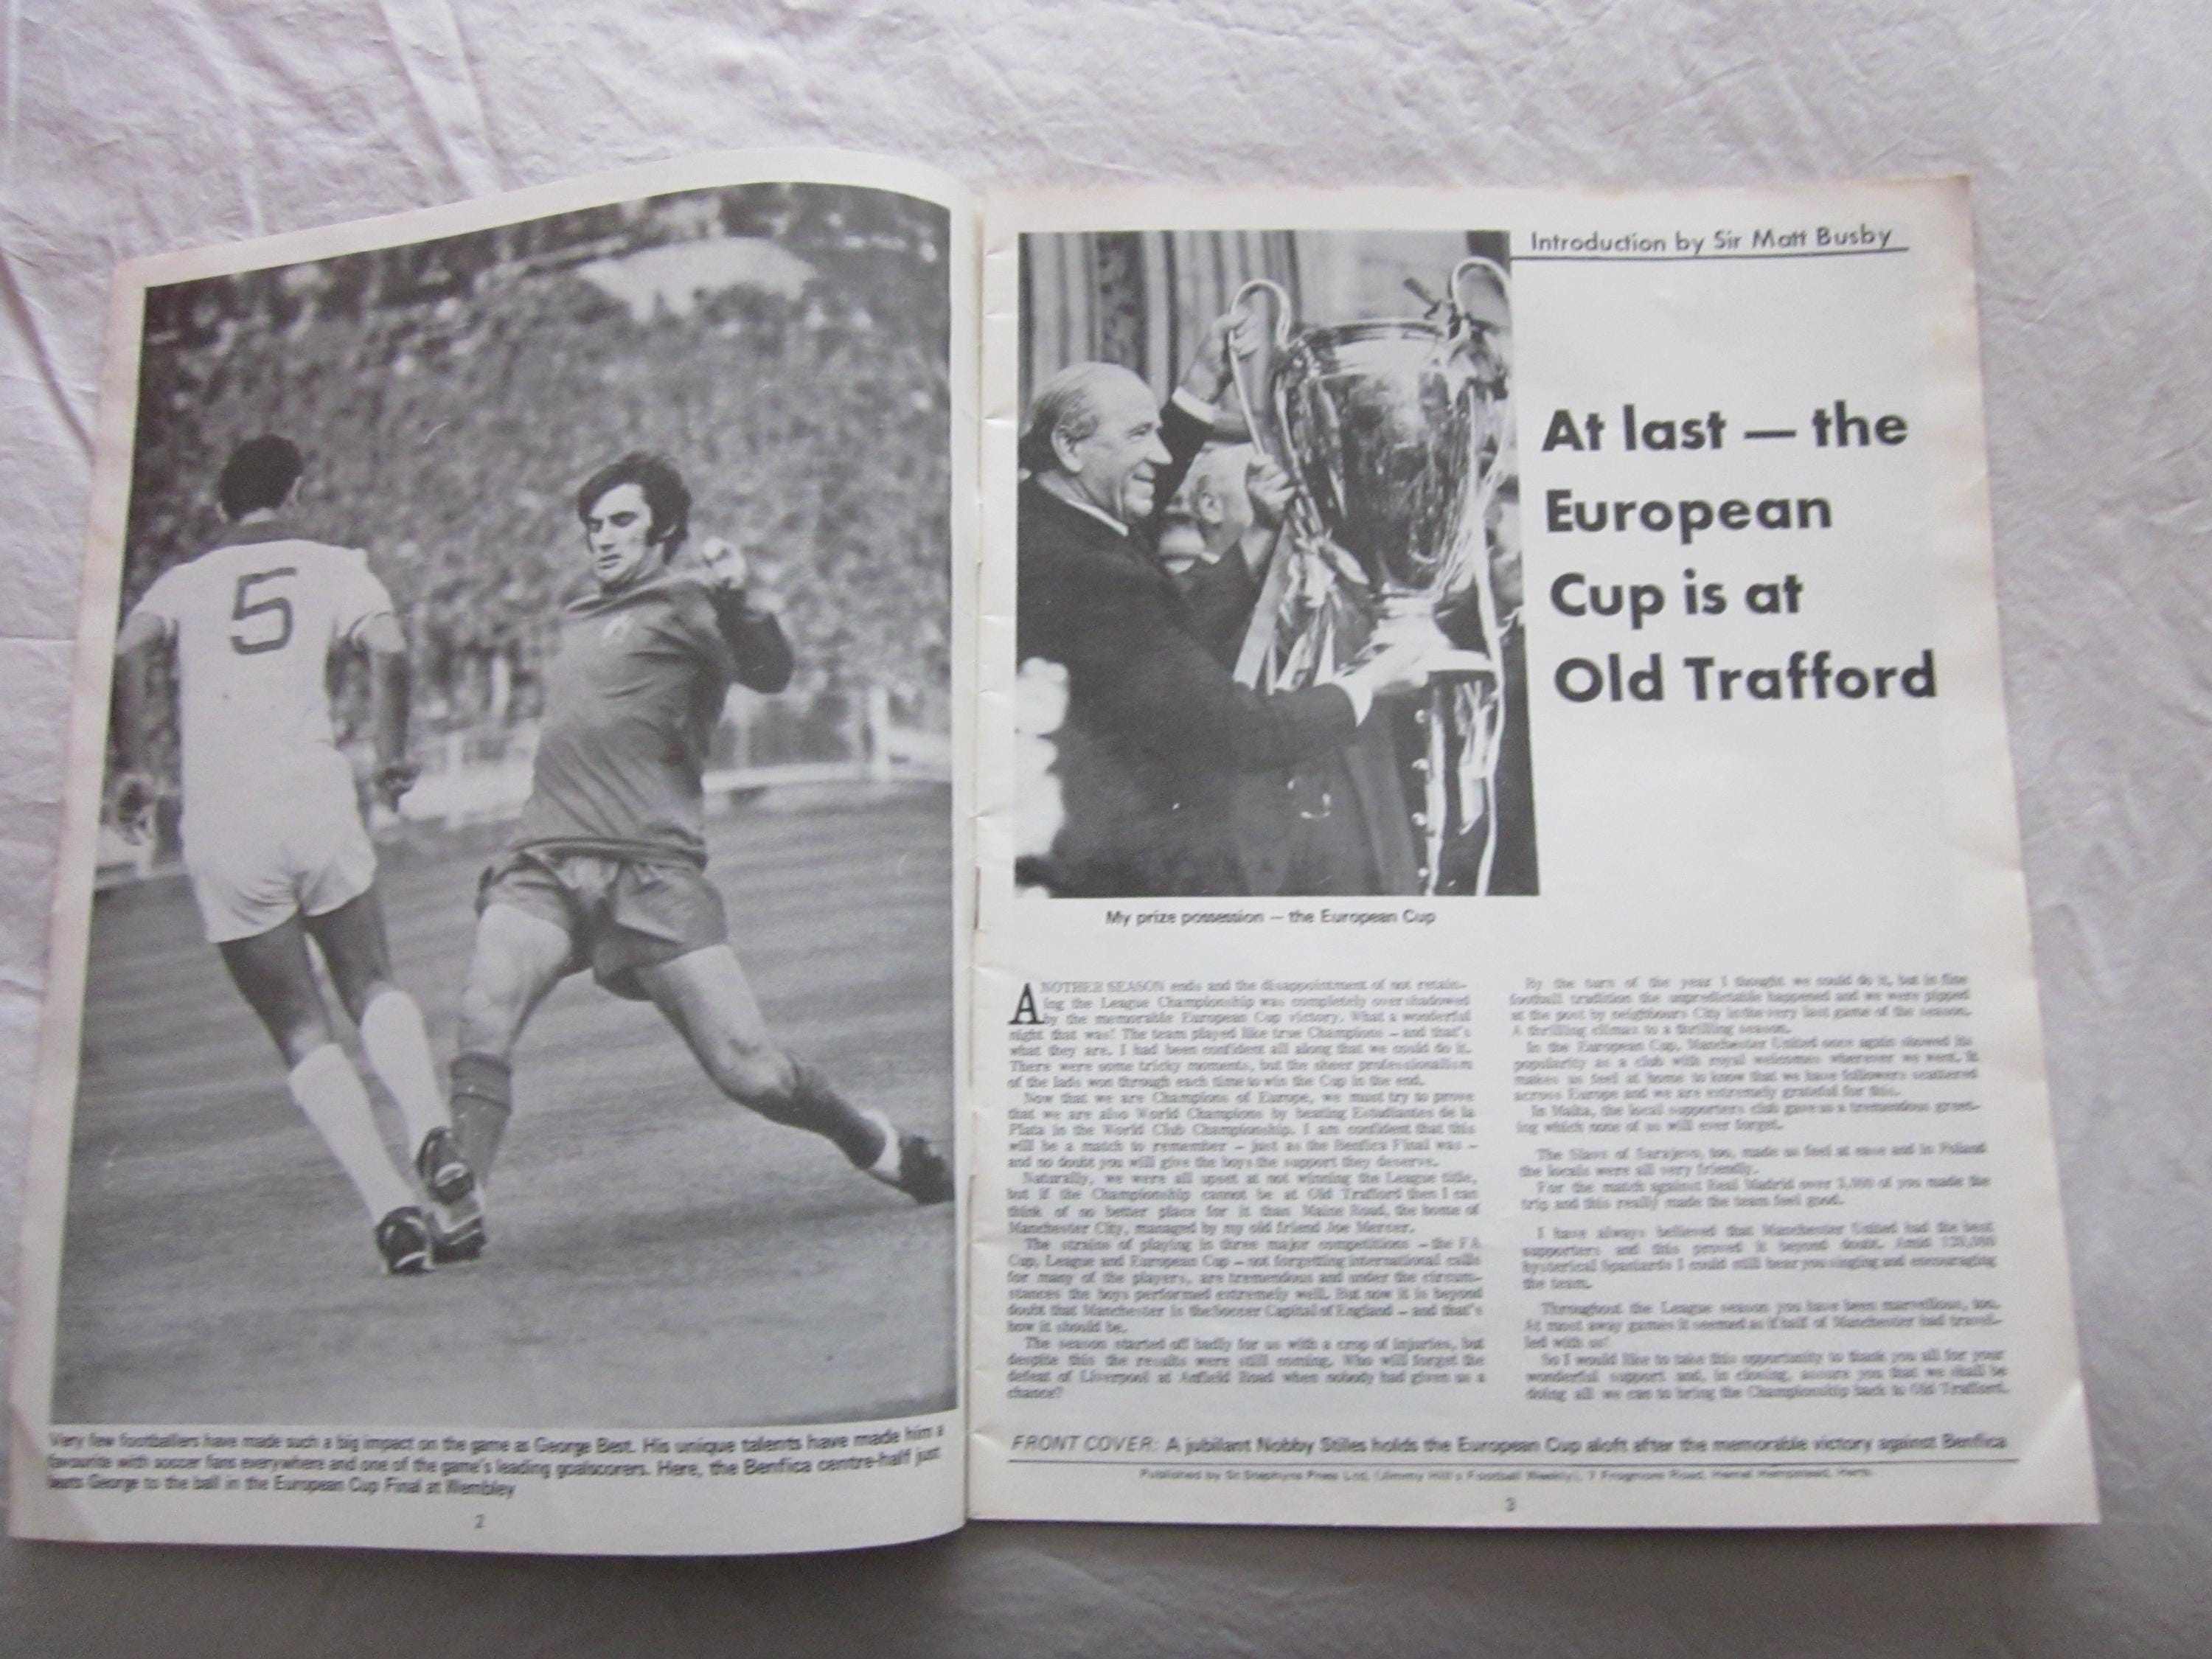 5
Very few footballers have made such a big impact on the game as George Best. His unique talents have made him a
favourite with soccer fans everywhere and one of the game's leading goalscorers. Here, the Benfica centre-half just
beats George to the ball in the European Cup Final at Wembley
2
Introduction by Sir Matt Busby
At last — the
European
Cup is at
Old Trafford
My prize possession — the European Cup
ANOTHER SEASON ends and the disappointment of not retain-
ing the League Championship was completely overshadowed
by the memorable European Cup victory. What a wonderful
night that was! The team played like true Champions – and that's
what they are. I had been confident all along that we could do it.
There were some tricky moments, but the sheer professionalism
of the lads won through each time to win the Cup in the end.
Now that we are Champions of Europe, we must try to prove
that we are also World Champions by beating Estudiantes de la
Plata in the World Club Championship. I am confident that this
will be a match to remember – just as the Benfica Final was –
and no doubt you will give the boys the support they deserve.
Naturally, we were all upset at not winning the League title,
but if the Championship cannot be at Old Trafford then I can
think of no better place for it than Maine Road, the home of
Manchester City, managed by my old friend Joe Mercer.
The strains of playing in three major competitions – the FA
Cup, League and European Cup – not forgetting international calls
for many of the players, are tremendous and under the circum-
stances the boys performed extremely well. But now it is beyond
doubt that Manchester is the Soccer Capital of England – and that's
how it should be.
The season started off badly for us with a crop of injuries, but
despite this the results were still coming. Who will forget the
defeat of Liverpool at Anfield Road when nobody had given us a
chance?
By the turn of the year I thought we could do it, but in fine
football tradition the unpredictable happened and we were pipped
at the post by neighbours City in the very last game of the season.
A thrilling climax to a thrilling season.
In the European Cup, Manchester United once again showed its
popularity as a club with royal welcomes wherever we went. It
makes us feel at home to know that we have followers scattered
across Europe and we are extremely grateful for this.
In Malta, the local supporters club gave us a tremendous greet-
ing which none of us will ever forget.
The Slavs of Sarajevo, too, made us feel at ease and in Poland
the locals were all very friendly.
For the match against Real Madrid over 3,000 of you made the
trip and this really made the team feel good.
I have always believed that Manchester United had the best
supporters and this proved it beyond doubt. Amid 120,000
hysterical Spaniards I could still hear you singing and encouraging
the team.
Throughout the League season you have been marvellous, too.
At most away games it seemed as if half of Manchester had travel-
led with us!
So I would like to take this opportunity to thank you all for your
wonderful support and, in closing, assure you that we shall be
doing all we can to bring the Championship back to Old Trafford.
FRONT COVER: A jubilant Nobby Stiles holds the European Cup aloft after the memorable victory against Benfica
Published by Gr Stephyns Press Ltd. (Jimmy Hill's Football Weekly), 7 Frogmore Road, Hemel Hempstead, Herts.
3